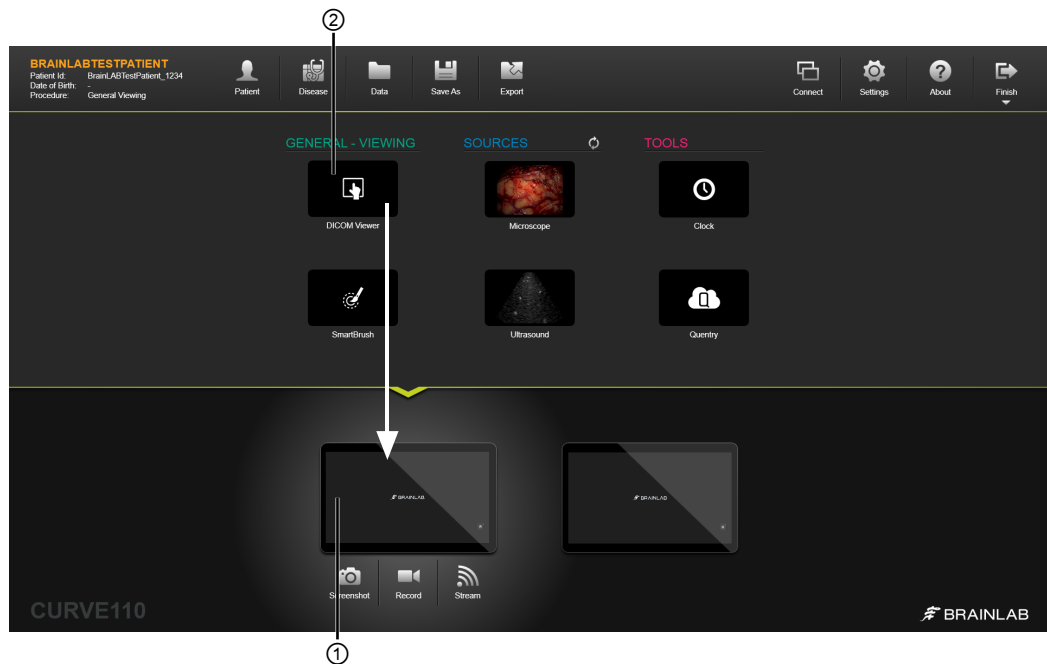 ②
BRAINLABTESTPATIENT
Patient Id: BrainLABTestPatient_1234
Date of Birth: -
Procedure: General Viewing
Patient
Disease
Data
Save As
Export
Connect
Settings
About
Finish
GENERAL - VIEWING
SOURCES
TOOLS
DICOM Viewer
Microscope
Clock
SmartBrush
Ultrasound
Quentry
BRAINLAB
BRAINLAB
Screenshot
Record
Stream
CURVE110
BRAINLAB
①